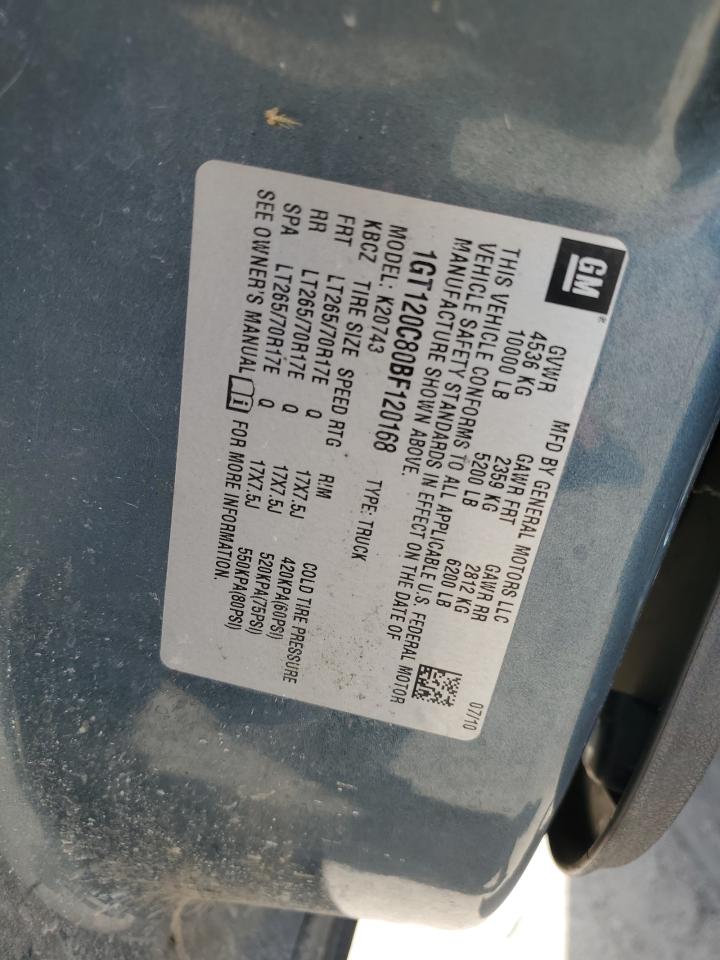 GM®
MFD BY GENERAL MOTORS LLC 07/10
GVWR GAWR FRT GAWR RR
4536 KG 2359 KG 2812 KG
10000 LB 5200 LB 6200 LB
THIS VEHICLE CONFORMS TO ALL APPLICABLE U.S. FEDERAL MOTOR
VEHICLE SAFETY STANDARDS IN EFFECT ON THE DATE OF
MANUFACTURE SHOWN ABOVE.
1GT120C80BF120168 TYPE: TRUCK
MODEL: K20743
KBCZ TIRE SIZE SPEED RTG RIM COLD TIRE PRESSURE
FRT LT265/70R17E Q 17X7.5J 420KPA(60PSI)
RR LT265/70R17E Q 17X7.5J 520KPA(75PSI)
SPA LT265/70R17E Q 17X7.5J 550KPA(80PSI)
SEE OWNER'S MANUAL i FOR MORE INFORMATION.